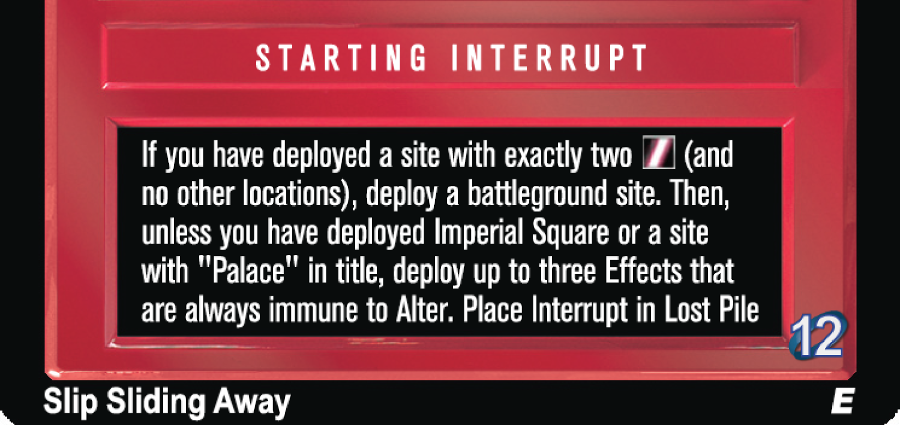 STARTING INTERRUPT
If you have deployed a site with exactly two (and
no other locations), deploy a battleground site. Then,
unless you have deployed Imperial Square or a site
with "Palace" in title, deploy up to three Effects that
are always immune to Alter. Place Interrupt in Lost Pile
12
Slip Sliding Away E